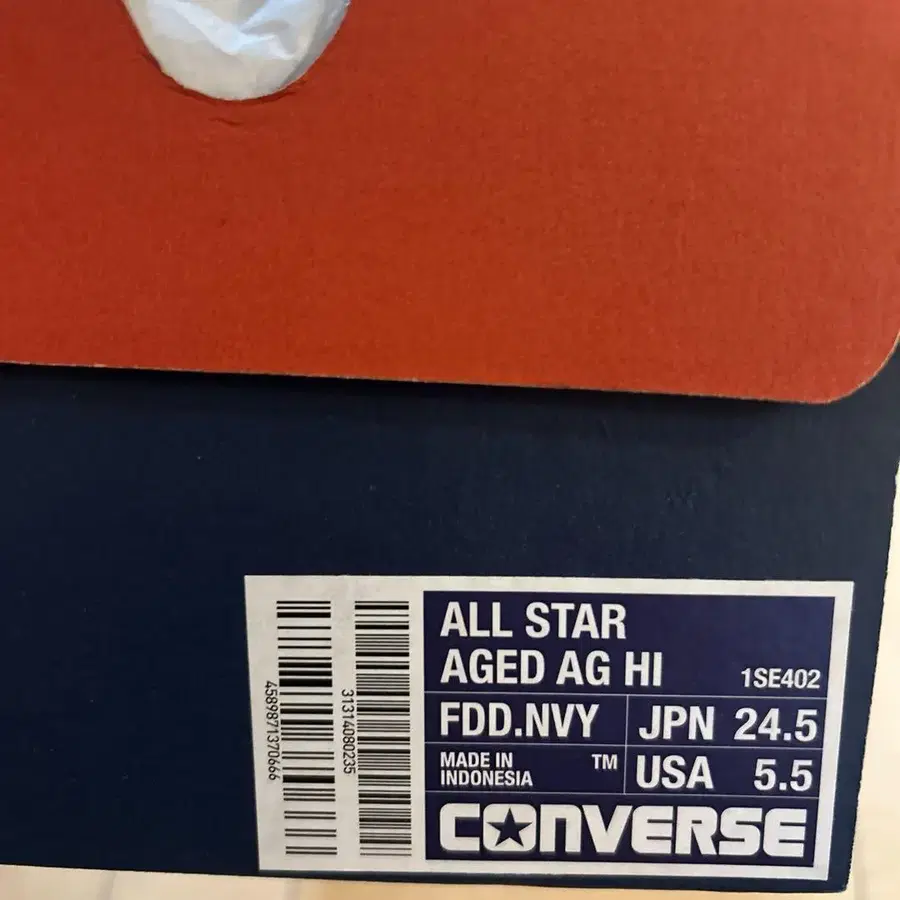 ALL STAR
AGED AG HI 1SE402
FDD.NVY JPN 24.5
MADE IN
INDONESIA ™ USA 5.5
CONVERSE
4589871370666
31314080235